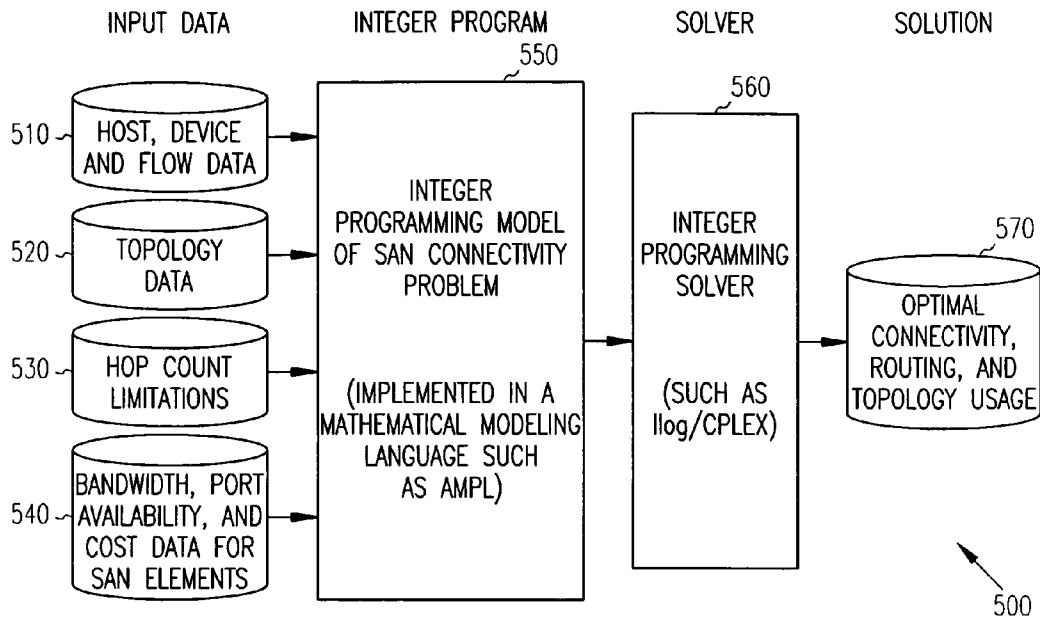 INPUT DATA
INTEGER PROGRAM
SOLVER
SOLUTION
510
HOST, DEVICE
AND FLOW DATA
520
TOPOLOGY
DATA
530
HOP COUNT
LIMITATIONS
540
BANDWIDTH, PORT
AVAILABILITY, AND
COST DATA FOR
SAN ELEMENTS
550
INTEGER
PROGRAMMING MODEL
OF SAN CONNECTIVITY
PROBLEM
(IMPLEMENTED IN A
MATHEMATICAL MODELING
LANGUAGE SUCH
AS AMPL)
560
INTEGER
PROGRAMMING
SOLVER
(SUCH AS
Ilog/CPLEX)
570
OPTIMAL
CONNECTIVITY,
ROUTING, AND
TOPOLOGY USAGE
500